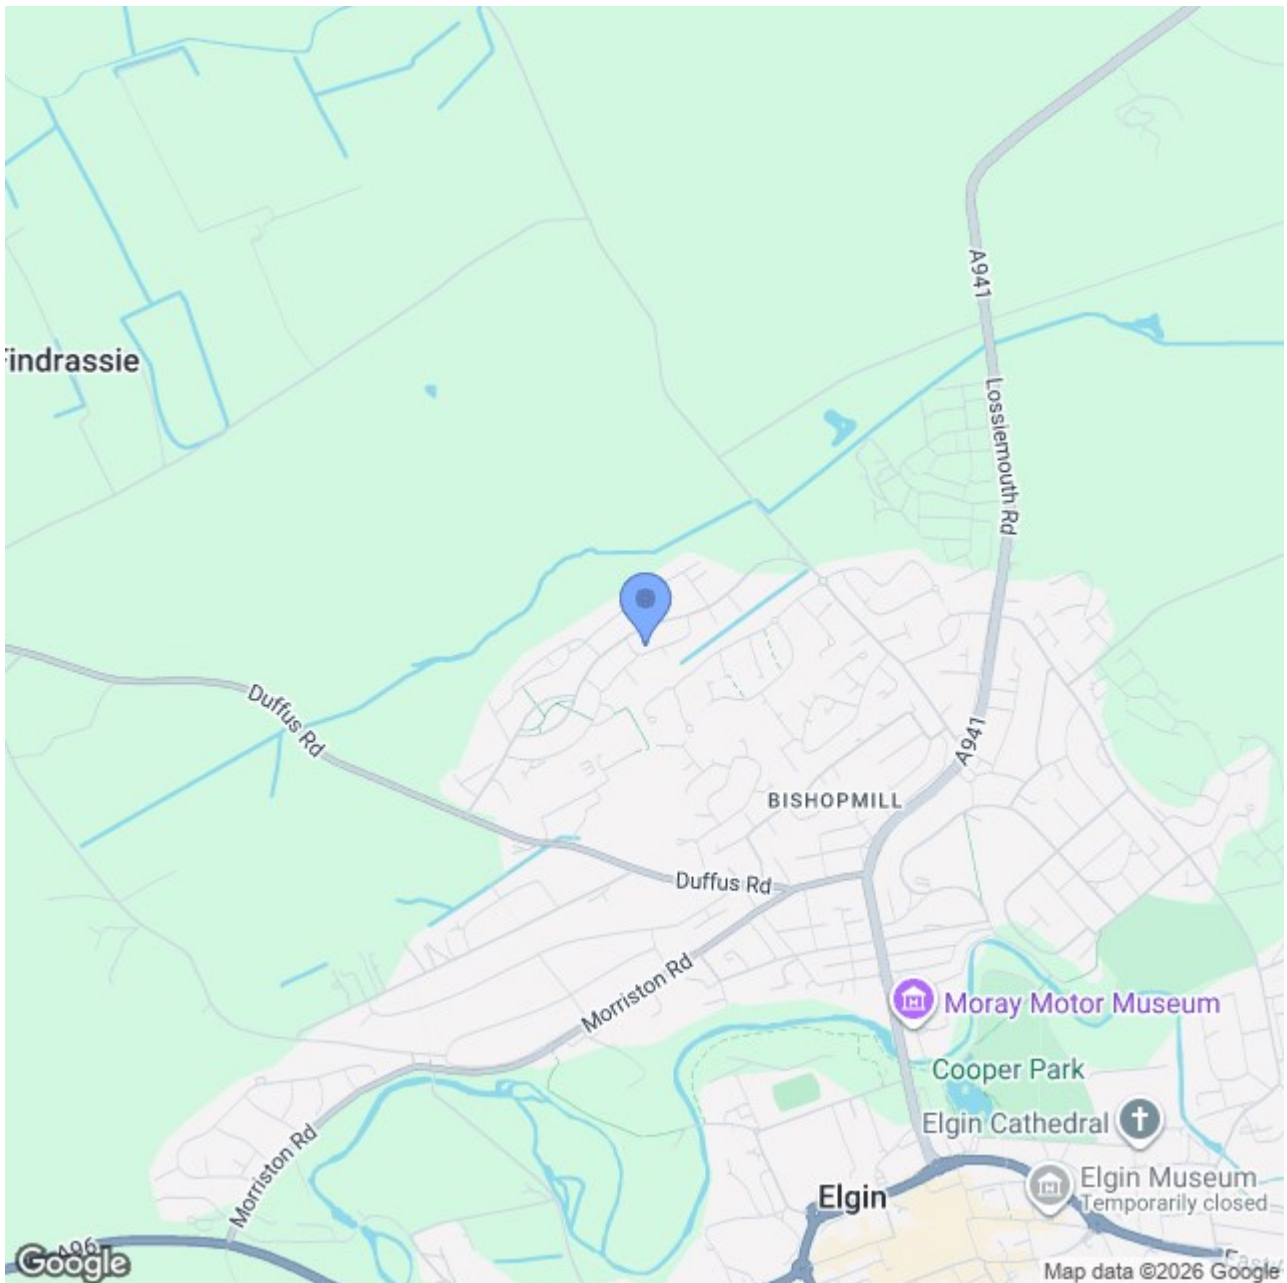 A941
Findrassie
Lossiemouth Rd
Duffus Rd
A941
BISHOPMILL
Duffus Rd
Morriston Rd
Moray Motor Museum
Cooper Park
Elgin Cathedral
Morriston Rd
Elgin Museum
Temporarily closed
Elgin
A96
Google
Map data ©2026 Google